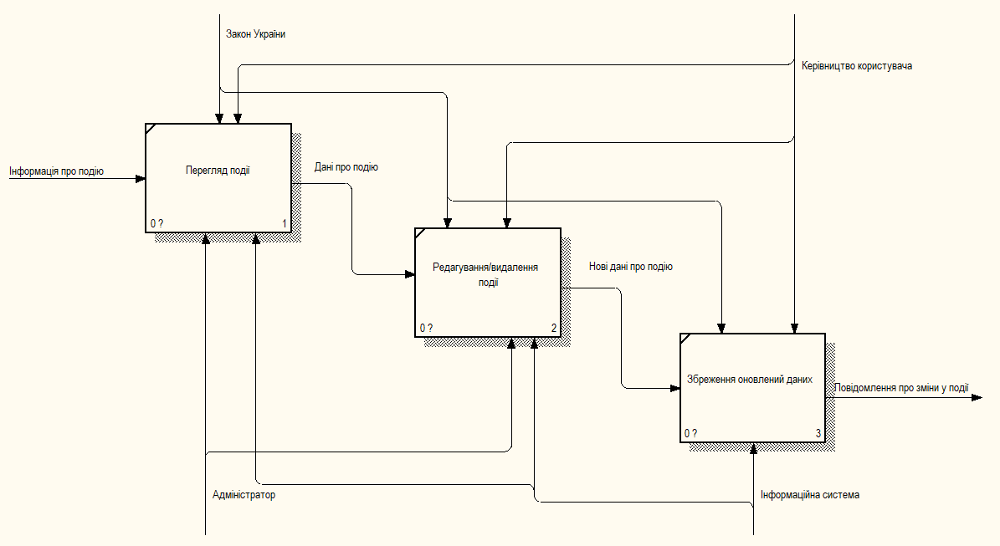 Закон України
Керівництво користувача
Інформація про подію
Перегляд події
Дані про подію
0 ?
1
Редагування/видалення
події
Нові дані про подію
0 ?
2
Збреження оновлений даних
Повідомлення про зміни у події
0 ?
3
Адміністратор
Інформаційна система